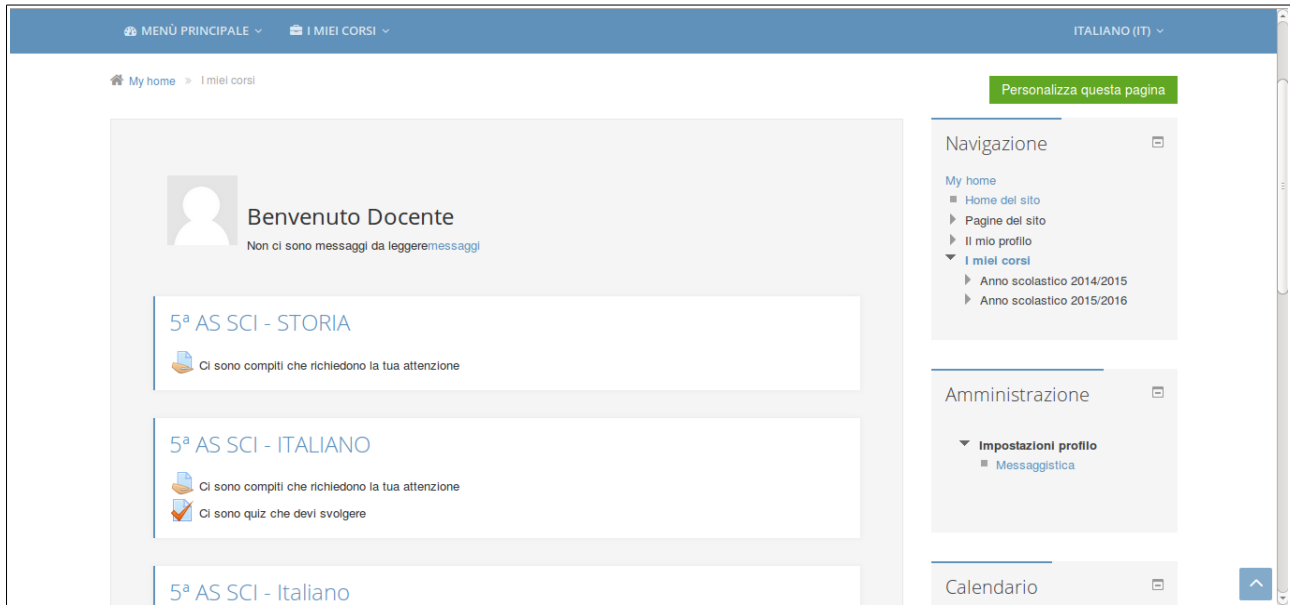 MENÙ PRINCIPALE
I MIEI CORSI
ITALIANO (IT)
My home » I miei corsi
Personalizza questa pagina
Benvenuto Docente
Non ci sono messaggi da leggeremessaggi
5ª AS SCI - STORIA
Ci sono compiti che richiedono la tua attenzione
5ª AS SCI - ITALIANO
Ci sono compiti che richiedono la tua attenzione
Ci sono quiz che devi svolgere
5ª AS SCI - Italiano
Navigazione
My home
Home del sito
Pagine del sito
Il mio profilo
I miei corsi
Anno scolastico 2014/2015
Anno scolastico 2015/2016
Amministrazione
Impostazioni profilo
Messaggistica
Calendario